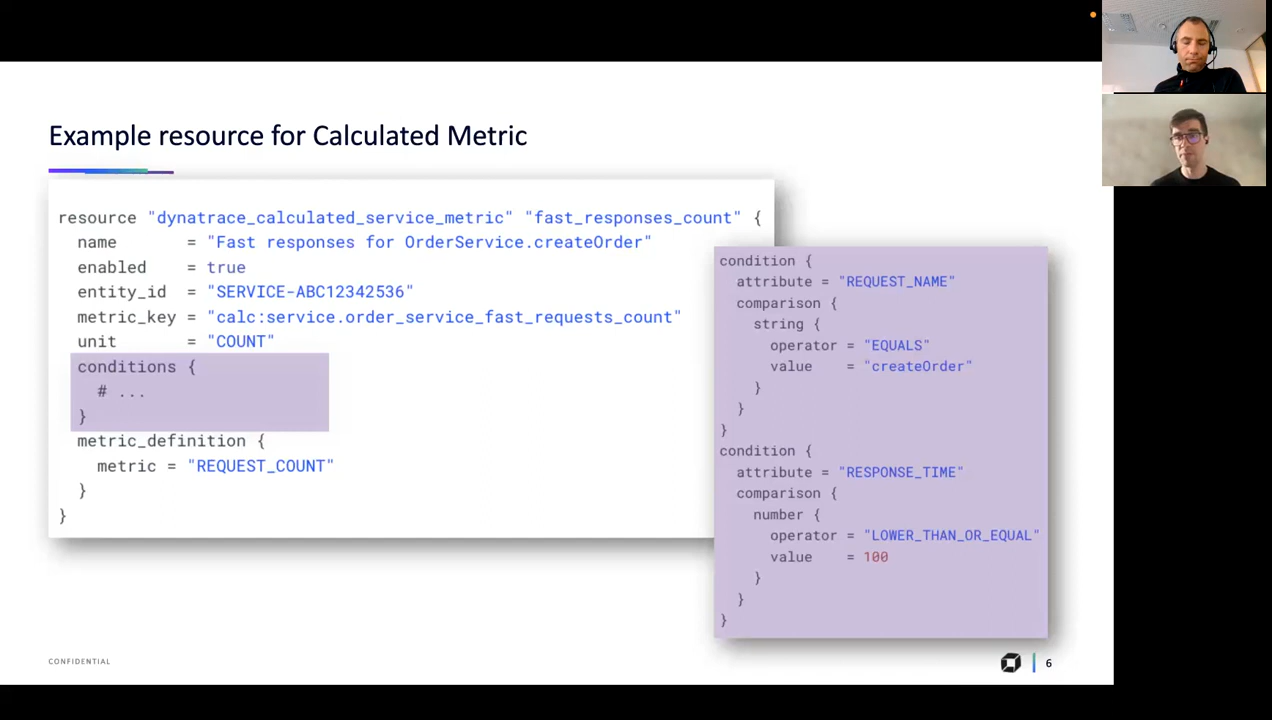 Example resource for Calculated Metric
resource "dynatrace_calculated_service_metric" "fast_responses_count" {
  name       = "Fast responses for OrderService.createOrder"
  enabled    = true
  entity_id  = "SERVICE-ABC12342536"
  metric_key = "calc:service.order_service_fast_requests_count"
  unit       = "COUNT"
  conditions {
    # ...
  }
  metric_definition {
    metric = "REQUEST_COUNT"
  }
}
condition {
  attribute = "REQUEST_NAME"
  comparison {
    string {
      operator = "EQUALS"
      value    = "createOrder"
    }
  }
}
condition {
  attribute = "RESPONSE_TIME"
  comparison {
    number {
      operator = "LOWER_THAN_OR_EQUAL"
      value    = 100
    }
  }
}
CONFIDENTIAL
6